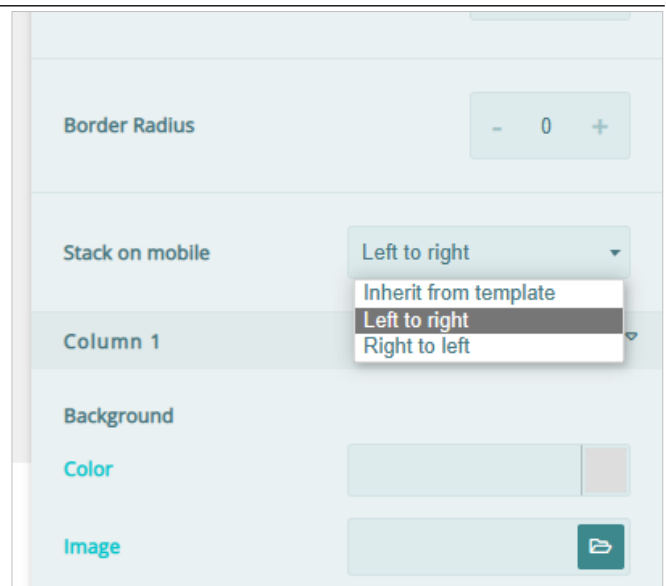 Border Radius - 0 +
Stack on mobile Left to right
Inherit from template
Left to right
Column 1
Right to left
Background
Color
Image